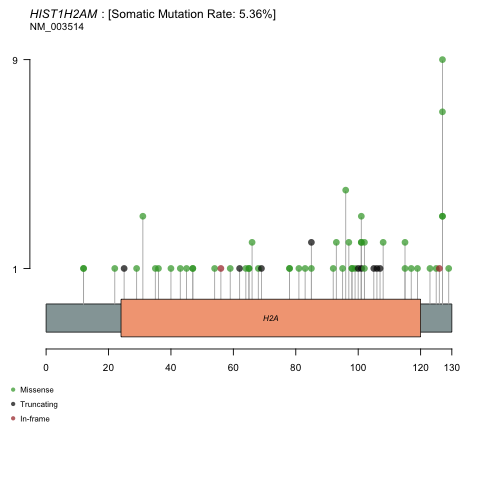 HIST1H2AM : [Somatic Mutation Rate: 5.36%]
NM_003514
9
1
H2A
0 20 40 60 80 100 120 130
Missense
Truncating
In-frame